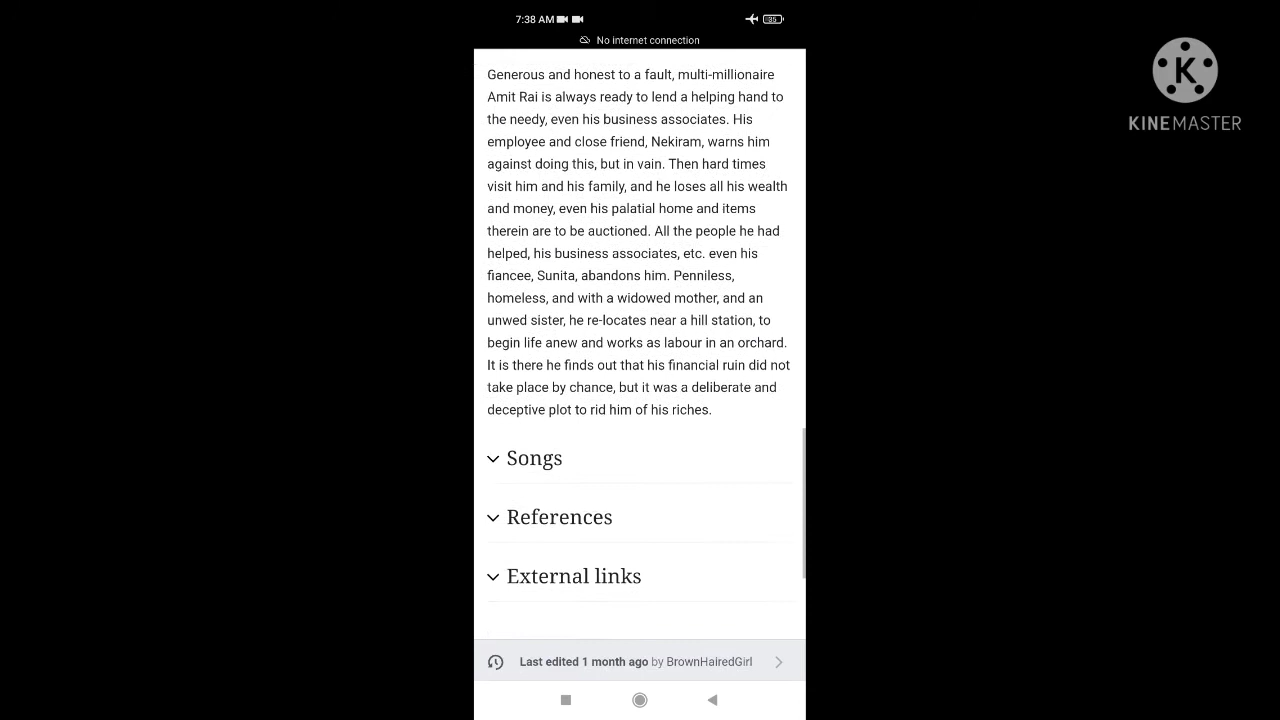 7:38 AM
35
No internet connection
K
KINEMASTER
Generous and honest to a fault, multi-millionaire
Amit Rai is always ready to lend a helping hand to
the needy, even his business associates. His
employee and close friend, Nekiram, warns him
against doing this, but in vain. Then hard times
visit him and his family, and he loses all his wealth
and money, even his palatial home and items
therein are to be auctioned. All the people he had
helped, his business associates, etc. even his
fiancee, Sunita, abandons him. Penniless,
homeless, and with a widowed mother, and an
unwed sister, he re-locates near a hill station, to
begin life anew and works as labour in an orchard.
It is there he finds out that his financial ruin did not
take place by chance, but it was a deliberate and
deceptive plot to rid him of his riches.
Songs
References
External links
Last edited 1 month ago by BrownHairedGirl